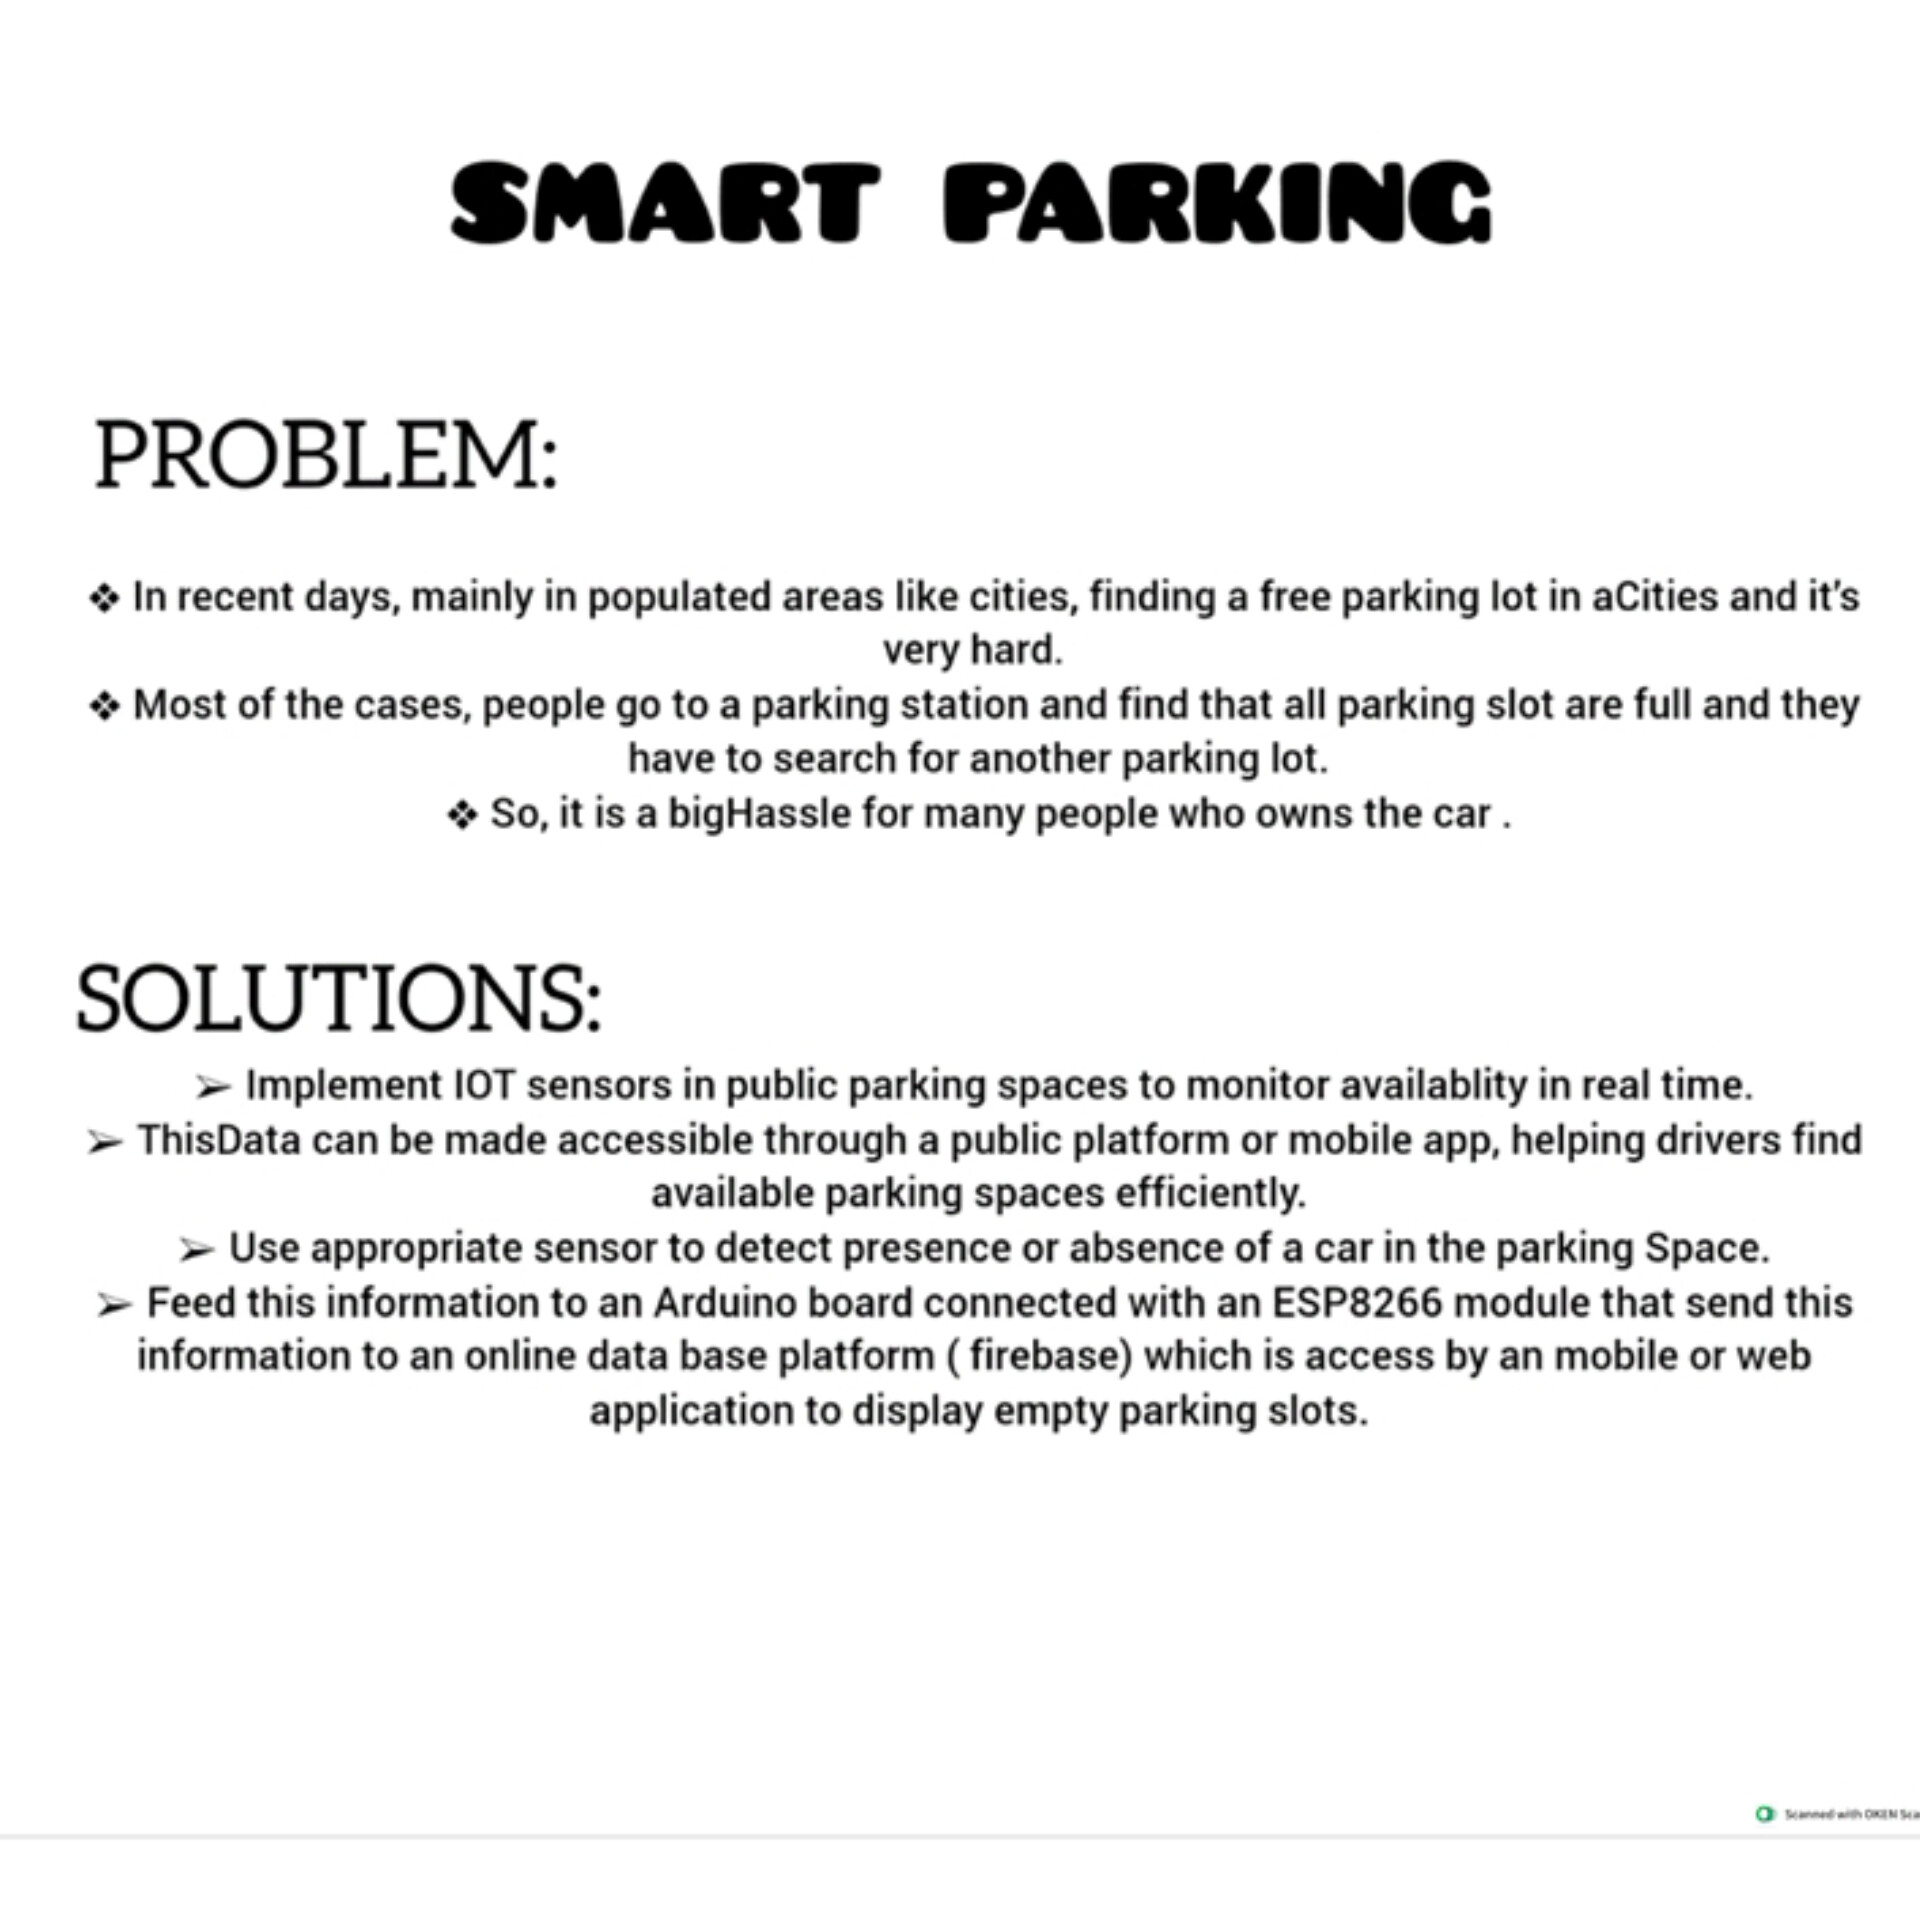 SMART PARKING
PROBLEM:
❖ In recent days, mainly in populated areas like cities, finding a free parking lot in aCities and it's
very hard.
❖ Most of the cases, people go to a parking station and find that all parking slot are full and they
have to search for another parking lot.
❖ So, it is a bigHassle for many people who owns the car .
SOLUTIONS:
➢ Implement IOT sensors in public parking spaces to monitor availablity in real time.
➢ ThisData can be made accessible through a public platform or mobile app, helping drivers find
available parking spaces efficiently.
➢ Use appropriate sensor to detect presence or absence of a car in the parking Space.
➢ Feed this information to an Arduino board connected with an ESP8266 module that send this
information to an online data base platform ( firebase) which is access by an mobile or web
application to display empty parking slots.
Scanned with OKEN